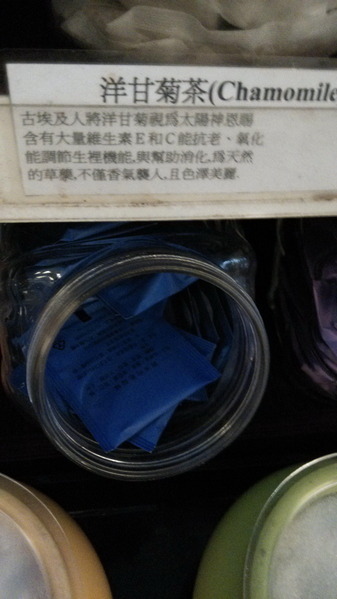 洋甘菊茶(Chamomile
古埃及人將洋甘菊視爲太陽神恩賜
含有大量維生素E和C能抗老、氧化
能調節生裡機能,與幫助消化,爲天然
的草藥,不僅香氣襲人,且色澤美麗.